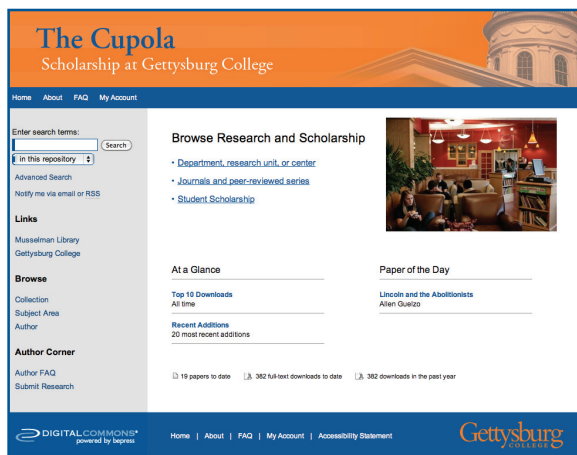 The Cupola
Scholarship at Gettysburg College
Home About FAQ My Account
Enter search terms:
Search
in this repository
Advanced Search
Notify me via email or RSS
Links
Musselman Library
Gettysburg College
Browse
Collection
Subject Area
Author
Author Corner
Author FAQ
Submit Research
Browse Research and Scholarship
• Department, research unit, or center
• Journals and peer-reviewed series
• Student Scholarship
At a Glance
Top 10 Downloads
All time
Recent Additions
20 most recent additions
Paper of the Day
Lincoln and the Abolitionists
Allen Guelzo
19 papers to date 382 full-text downloads to date 382 downloads in the past year
DIGITALCOMMONS®
powered by bepress
Home | About | FAQ | My Account | Accessibility Statement
Gettysburg
COLLEGE